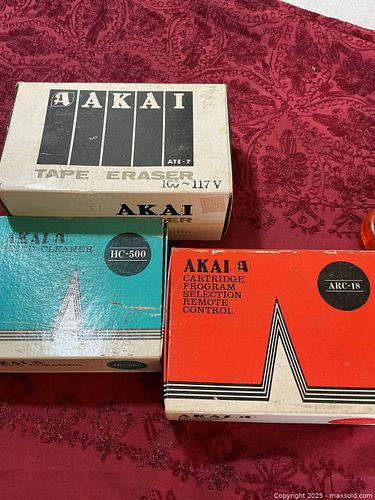 AKAI
ATE-7
TAPE ERASER
100~117V
AKAI
AKAI
CLEANER
HC-500
AKAI
AKAI
CARTRIDGE
PROGRAM
SELECTION
REMOTE
CONTROL
ARC-18
AKAI
Copyright 2025 - maxsold.com